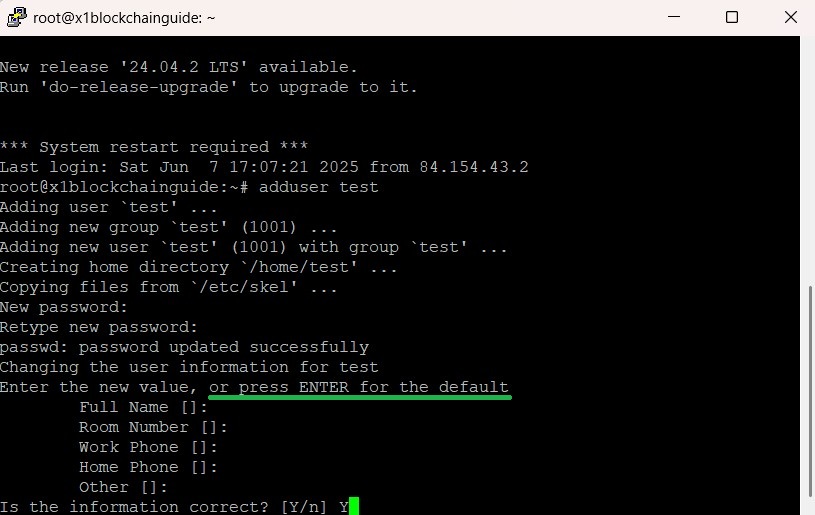 root@x1blockchainguide: ~
New release '24.04.2 LTS' available.
Run 'do-release-upgrade' to upgrade to it.
*** System restart required ***
Last login: Sat Jun  7 17:07:21 2025 from 84.154.43.2
root@x1blockchainguide:~# adduser test
Adding user `test' ...
Adding new group `test' (1001) ...
Adding new user `test' (1001) with group `test' ...
Creating home directory `/home/test' ...
Copying files from `/etc/skel' ...
New password:
Retype new password:
passwd: password updated successfully
Changing the user information for test
Enter the new value, or press ENTER for the default
Full Name []:
Room Number []:
Work Phone []:
Home Phone []:
Other []:
Is the information correct? [Y/n] Y